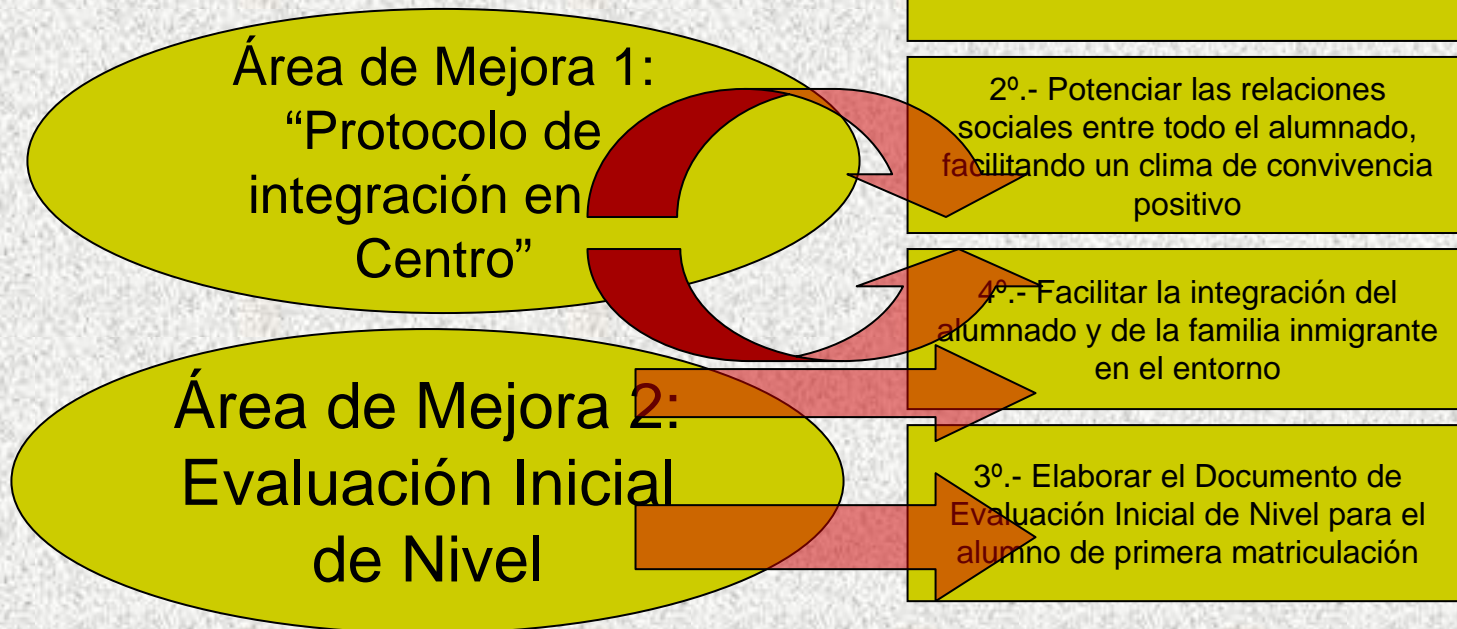 Área de Mejora 1:
“Protocolo de
integración en
Centro”
Área de Mejora 2:
Evaluación Inicial
de Nivel
2º.- Potenciar las relaciones
sociales entre todo el alumnado,
facilitando un clima de convivencia
positivo
4º.- Facilitar la integración del
alumnado y de la familia inmigrante
en el entorno
3º.- Elaborar el Documento de
Evaluación Inicial de Nivel para el
alumno de primera matriculación